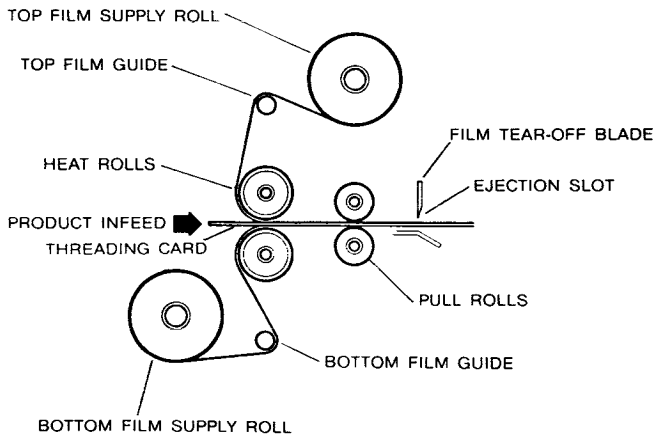 TOP FILM SUPPLY ROLL
TOP FILM GUIDE
FILM TEAR-OFF BLADE
HEAT ROLLS
EJECTION SLOT
PRODUCT INFEED
THREADING CARD
PULL ROLLS
BOTTOM FILM GUIDE
BOTTOM FILM SUPPLY ROLL